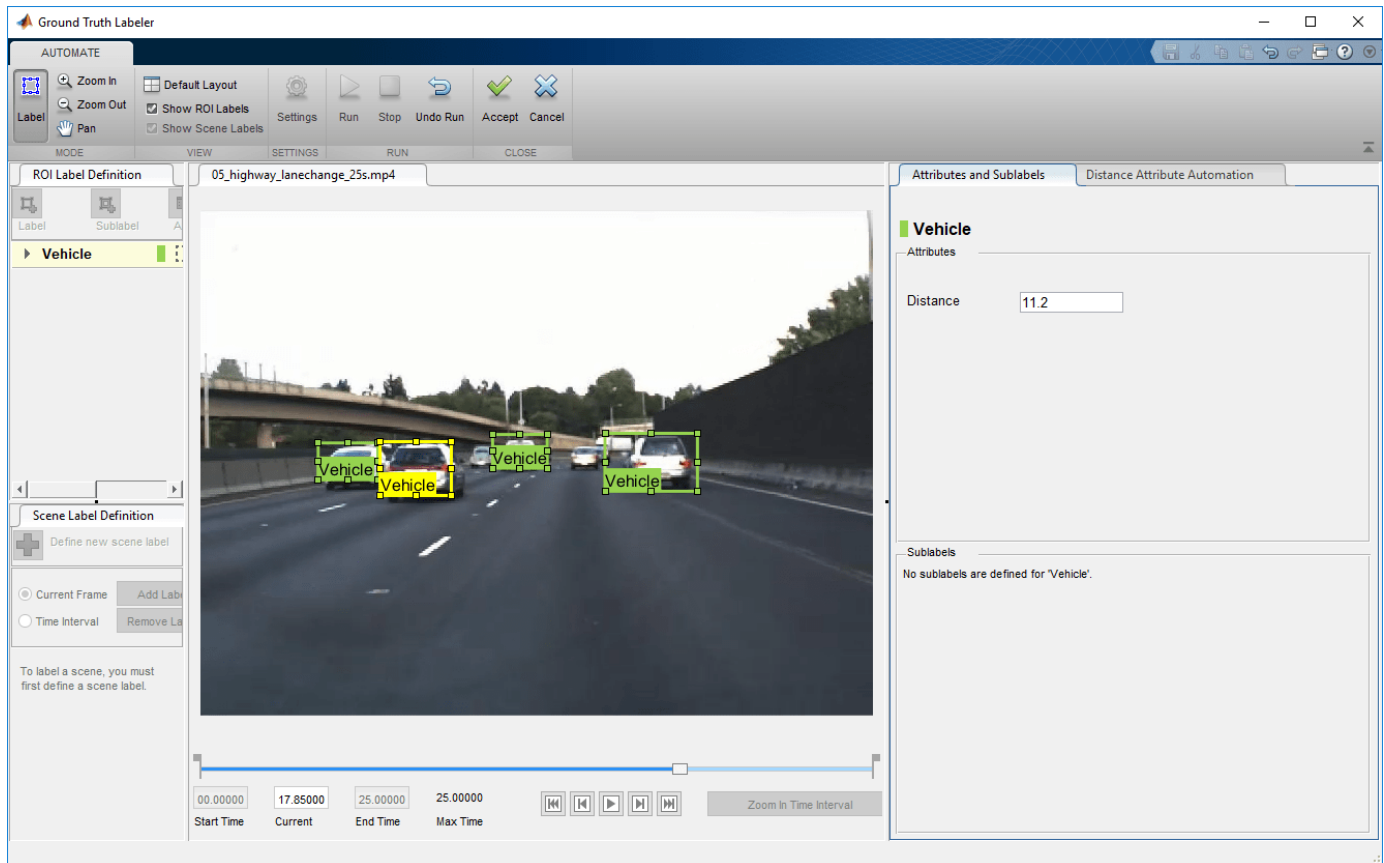 Ground Truth Labeler
AUTOMATE
Label
Zoom In
Zoom Out
Pan
MODE
Default Layout
Show ROI Labels
Show Scene Labels
VIEW
Settings
SETTINGS
Run
Stop
Undo Run
RUN
Accept
Cancel
CLOSE
ROI Label Definition
Label
Sublabel
A
Vehicle
Scene Label Definition
Define new scene label
Current Frame
Add Labe
Time Interval
Remove La
To label a scene, you must
first define a scene label.
05_highway_lanechange_25s.mp4
Vehicle
Vehicle
Vehicle
Vehicle
00.00000
17.85000
25.00000
25.00000
Start Time
Current
End Time
Max Time
Zoom In Time Interval
Attributes and Sublabels
Distance Attribute Automation
Vehicle
Attributes
Distance
11.2
Sublabels
No sublabels are defined for 'Vehicle'.